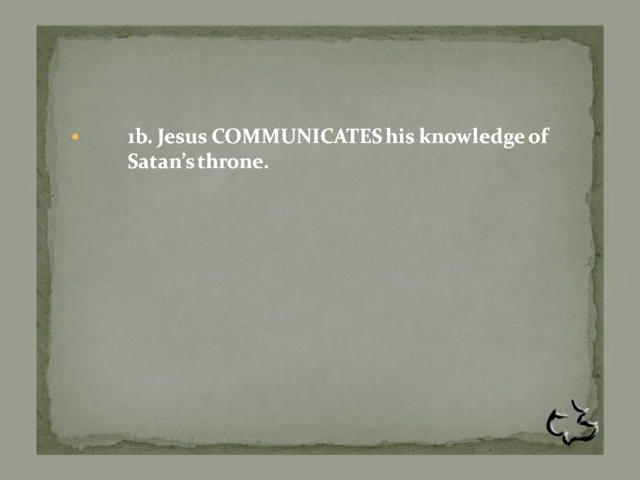 • 1b. Jesus COMMUNICATES his knowledge of
Satan’s throne.